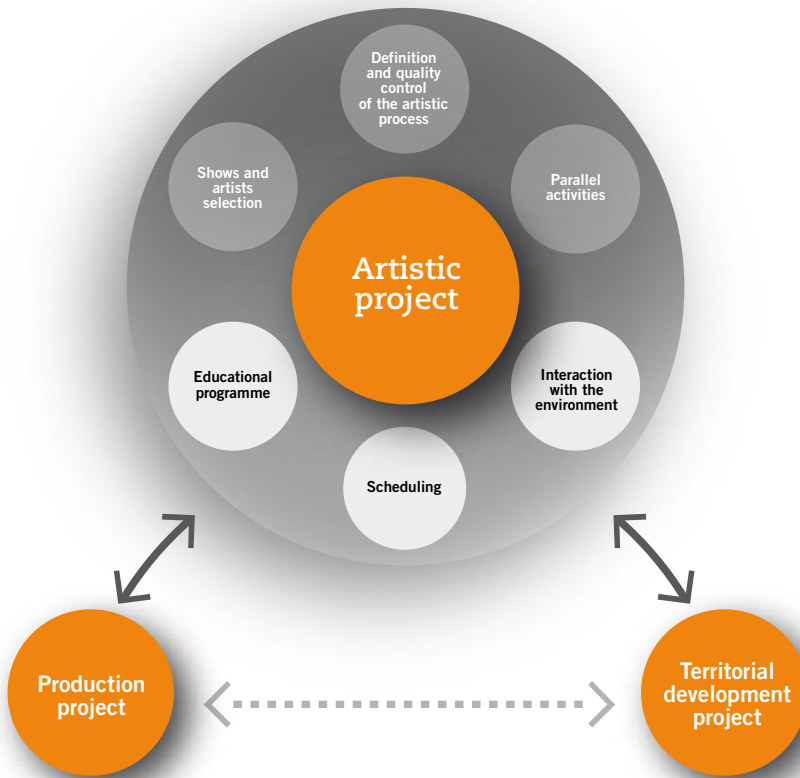 Definition
and quality
control
of the artistic
process
Shows and
artists
selection
Parallel
activities
Artistic
project
Educational
programme
Interaction
with the
environment
Scheduling
Production
project
Territorial
development
project